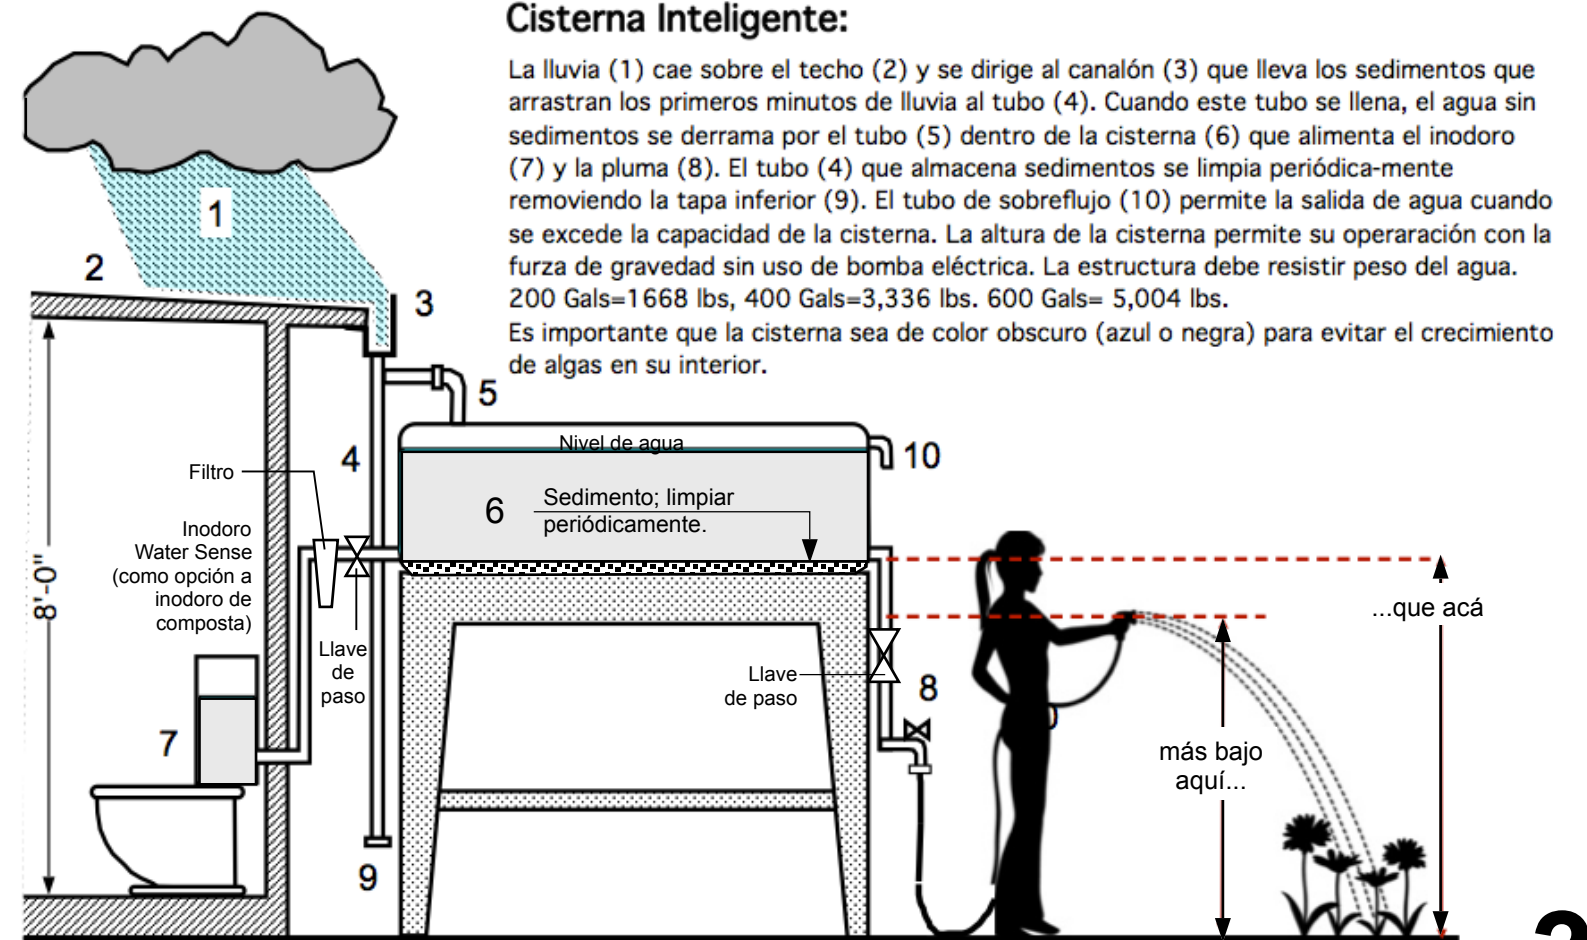 Cisterna Inteligente:
La lluvia (1) cae sobre el techo (2) y se dirige al canalón (3) que lleva los sedimentos que
arrastran los primeros minutos de lluvia al tubo (4). Cuando este tubo se llena, el agua sin
sedimentos se derrama por el tubo (5) dentro de la cisterna (6) que alimenta el inodoro
(7) y la pluma (8). El tubo (4) que almacena sedimentos se limpia periódica-mente
removiendo la tapa inferior (9). El tubo de sobreflujo (10) permite la salida de agua cuando
se excede la capacidad de la cisterna. La altura de la cisterna permite su operaración con la
furza de gravedad sin uso de bomba eléctrica. La estructura debe resistir peso del agua.
200 Gals=1668 lbs, 400 Gals=3,336 lbs. 600 Gals= 5,004 lbs.
Es importante que la cisterna sea de color obscuro (azul o negra) para evitar el crecimiento
de algas en su interior.
1
2
3
5
4
Nivel de agua
10
Filtro
6
Sedimento; limpiar
periódicamente.
Inodoro
Water Sense
(como opción a
inodoro de
composta)
8'-0"
...que acá
Llave
de
paso
Llave
de paso
8
7
más bajo
aquí...
9